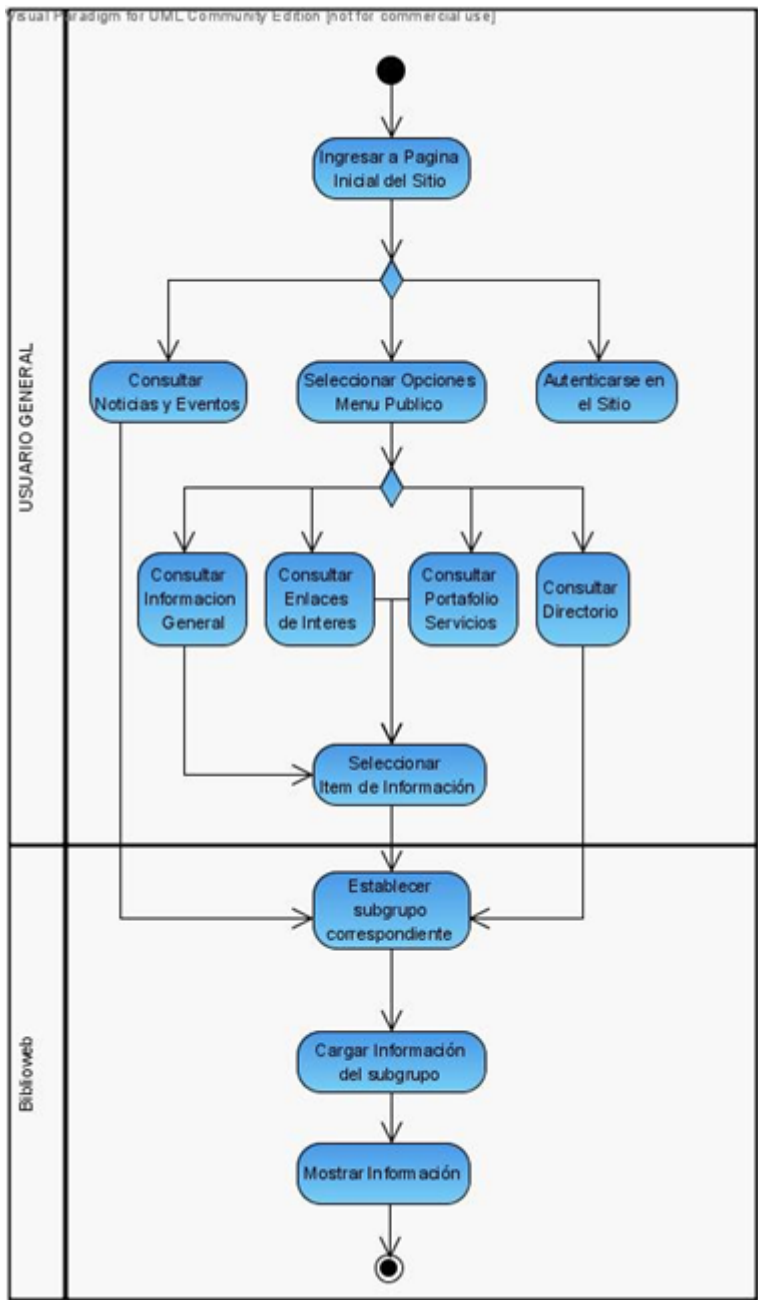 Visual Paradigm for UML Community Edition [not for commercial use]
USUARIO GENERAL
Ingresar a Pagina
Inicial del Sitio
Consultar
Noticias y Eventos
Seleccionar Opciones
Menu Publico
Autenticarse en
el Sitio
Consultar
Informacion
General
Consultar
Enlaces
de Interes
Consultar
Portafolio
Servicios
Consultar
Directorio
Seleccionar
Item de Información
Biblioweb
Establecer
subgrupo
correspondiente
Cargar Información
del subgrupo
Mostrar Información